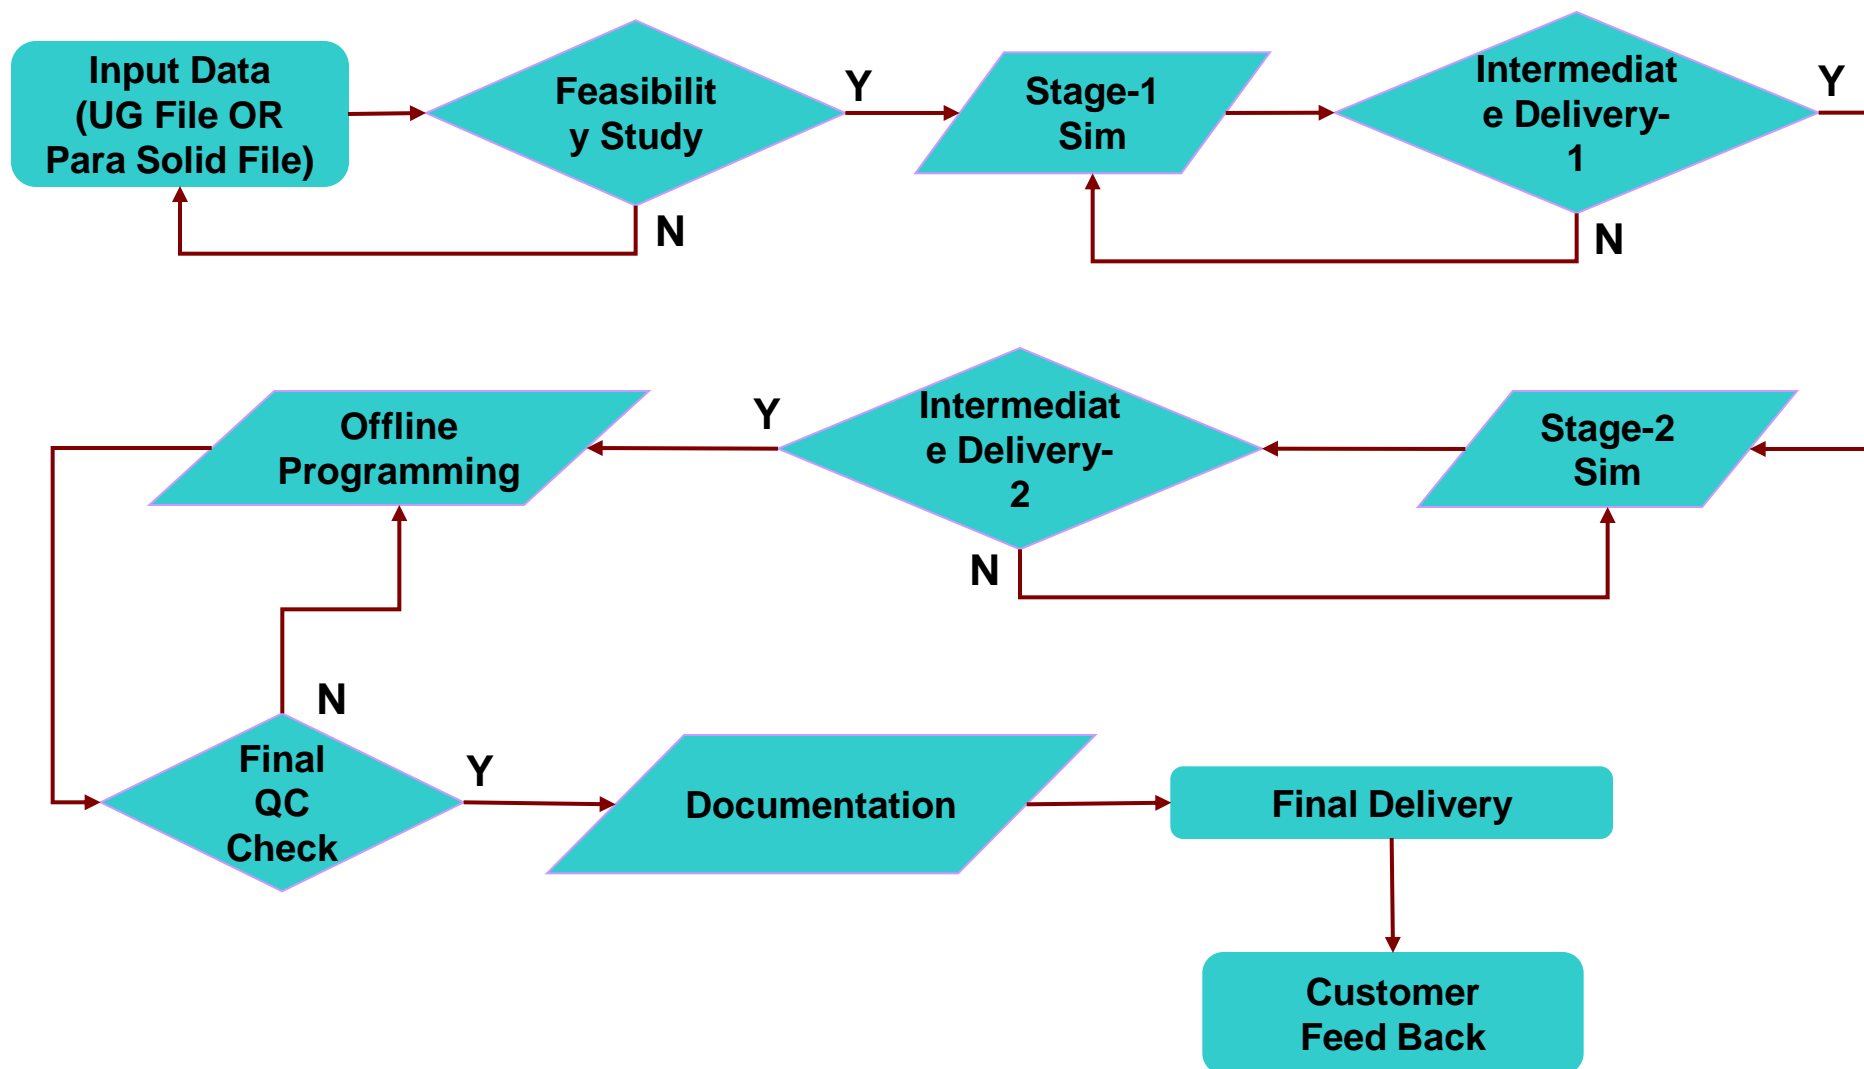 Input Data
(UG File OR
Para Solid File)
Feasibilit
y Study
Y
N
Stage-1
Sim
Intermediat
e Delivery-
1
Y
N
Stage-2
Sim
Intermediat
e Delivery-
2
Y
N
Offline
Programming
N
Final
QC
Check
Y
Documentation
Final Delivery
Customer
Feed Back